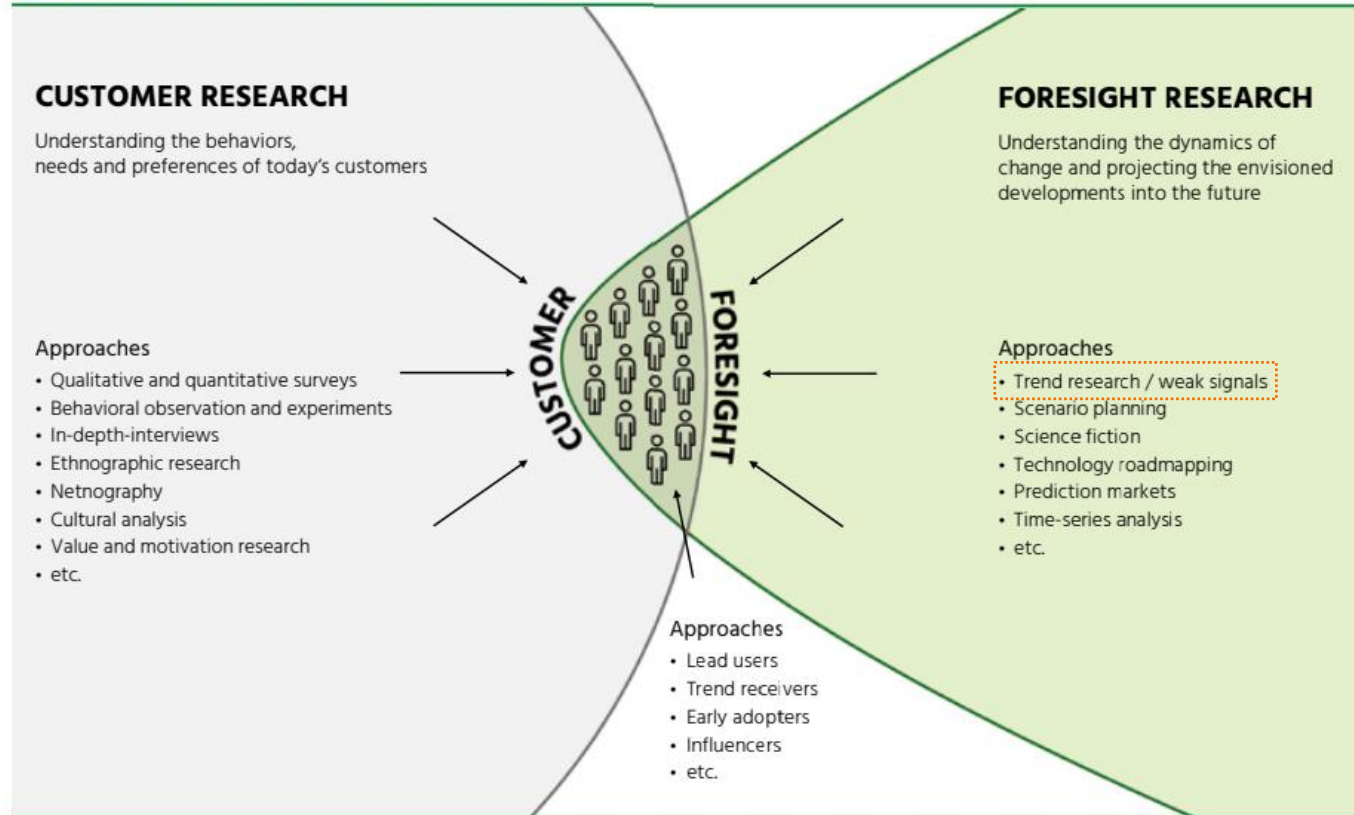 CUSTOMER RESEARCH
Understanding the behaviors,
needs and preferences of today's customers
Approaches
• Qualitative and quantitative surveys
• Behavioral observation and experiments
• In-depth-interviews
• Ethnographic research
• Netnography
• Cultural analysis
• Value and motivation research
• etc.
CUSTOMER
FORESIGHT
Approaches
• Lead users
• Trend receivers
• Early adopters
• Influencers
• etc.
FORESIGHT RESEARCH
Understanding the dynamics of
change and projecting the envisioned
developments into the future
Approaches
• Trend research / weak signals
• Scenario planning
• Science fiction
• Technology roadmapping
• Prediction markets
• Time-series analysis
• etc.